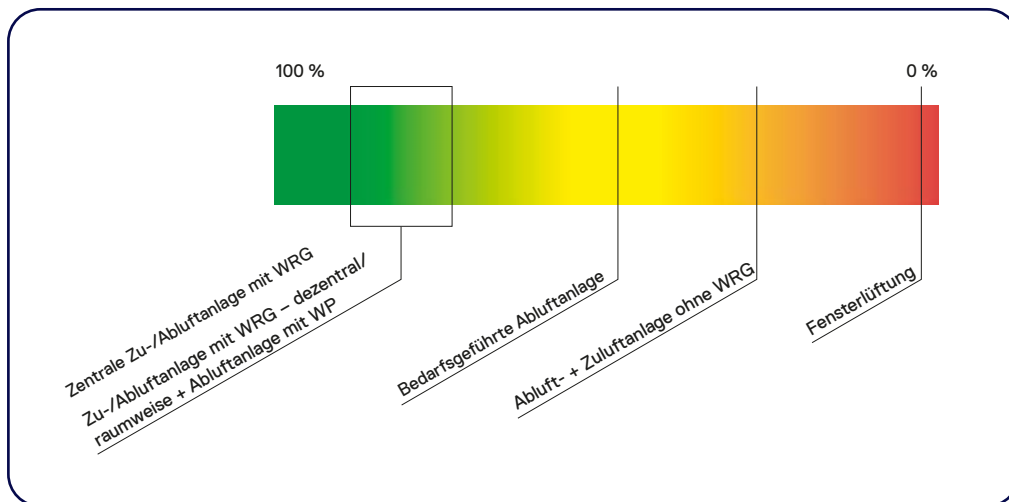 100 %
0 %
Zentrale Zu-/Abluftanlage mit WRG
Zu-/Abluftanlage mit WRG – dezentral/
raumweise + Abluftanlage mit WP
Bedarfsgeführte Abluftanlage
Abluft- + Zuluftanlage ohne WRG
Fensterlüftung